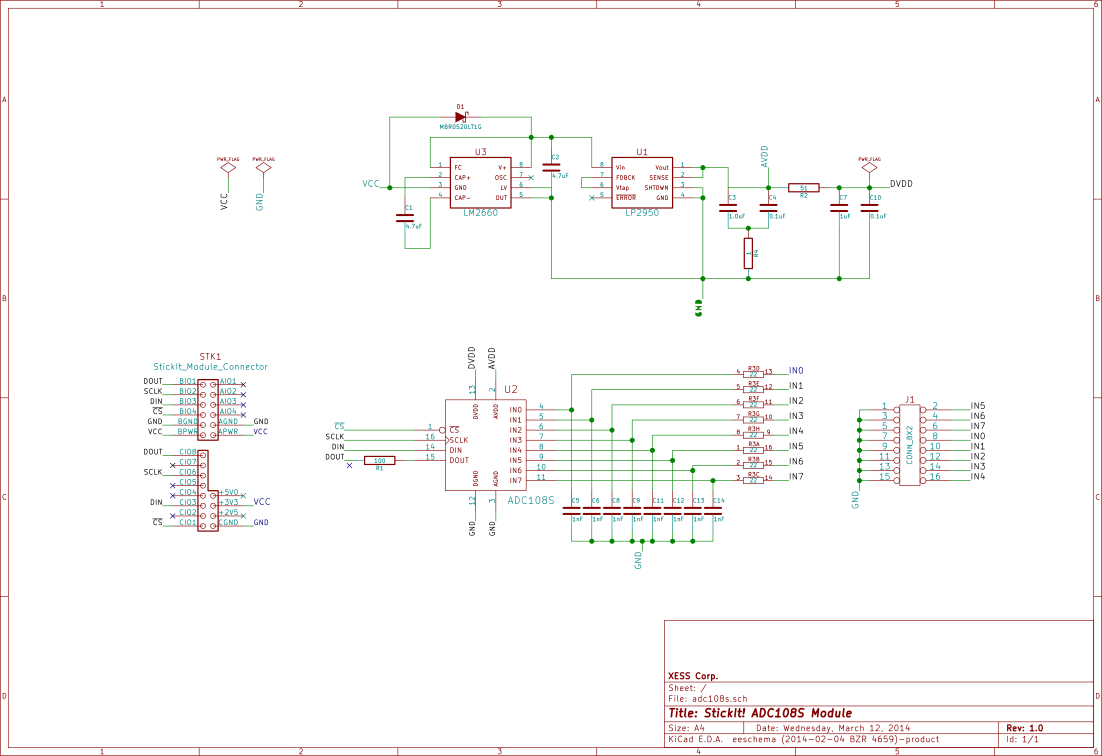 1 2 3 4 5 6
A A
B B
C C
D D
1 2 3 4 5 6
D1
MBR0520LT1G
PWR_FLAG
PWR_FLAG
VCC
GND
VCC
U3
FC 1
CAP+ 2
GND 3
CAP- 4
V+ 8
OSC 7
LV 6
OUT 5
LM2660
C1
4.7uF
C2
4.7uF
U1
8 Vin
7 FDBCK
6 Vtap
5 ERROR
Vout 1
SENSE 2
SHTDWN 3
GND 4
LP2950
AVDD
C3
1.0uF
C4
0.1uF
51
R2
1
R4
C7
1uF
C10
0.1uF
PWR_FLAG
DVDD
GND
STK1
StickIt_Module_Connector
DOUT BIO1 AIO1
SCLK BIO2 AIO2
DIN BIO3 AIO3
CS BIO4 AIO4
GND BGND AGND GND
VCC BPWR APWR VCC
DOUT CIO8
CIO7
SCLK CIO6
CIO5
CIO4 +5V0
DIN CIO3 +3V3 VCC
CIO2 +2V5
CS CIO1 CGND GND
DVDD AVDD
13 2
DVDD AVDD
U2
CS 1 CS
SCLK 16 SCLK
DIN 14 DIN
DOUT 15 DOUT
100
R1
IN0 4
IN1 5
IN2 6
IN3 7
IN4 8
IN5 9
IN6 10
IN7 11
DGND AGND
12 3
GND GND
ADC108S
C5 C6 C8 C9 C11 C12 C13 C14
1nF 1nF 1nF 1nF 1nF 1nF 1nF 1nF
GND
R3D
4 22 13 IN0
R3E
5 22 12 IN1
R3F
6 22 11 IN2
R3G
7 22 10 IN3
R3H
8 22 9 IN4
R3A
1 22 16 IN5
R3B
2 22 15 IN6
R3C
3 22 14 IN7
J1
1 2 IN5
3 4 IN6
5 6 IN7
7 8 IN0
9 10 IN1
11 12 IN2
13 14 IN3
15 16 IN4
CONN_8X2
GND
XESS Corp.
Sheet: /
File: adc108s.sch
Title: StickIt! ADC108S Module
Size: A4 Date: Wednesday, March 12, 2014 Rev: 1.0
KiCad E.D.A. eeschema (2014-02-04 BZR 4659)-product Id: 1/1